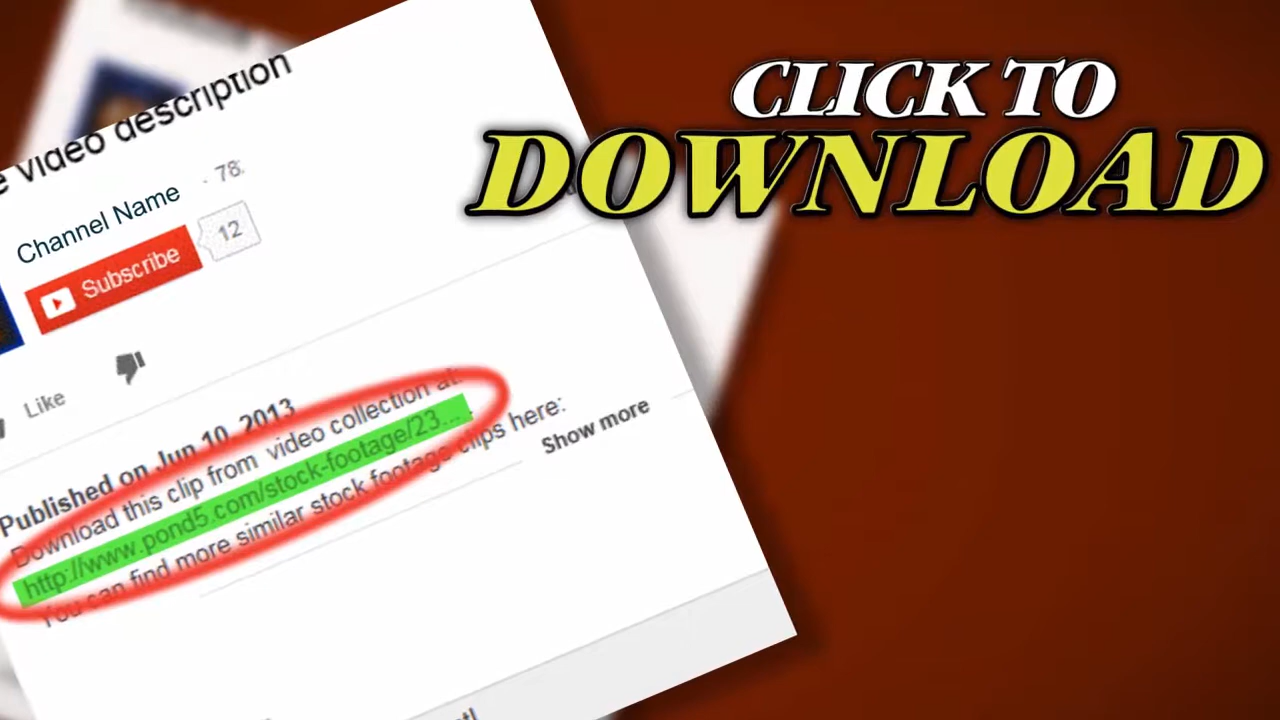 CLICK TO
DOWNLOAD
video description
Channel Name
Subscribe
12
Like
Published on Jun 10, 2013
Download this clip from video collection at:
http://www.pond5.com/stock-footage/23...
You can find more similar stock footage clips here:
Show more